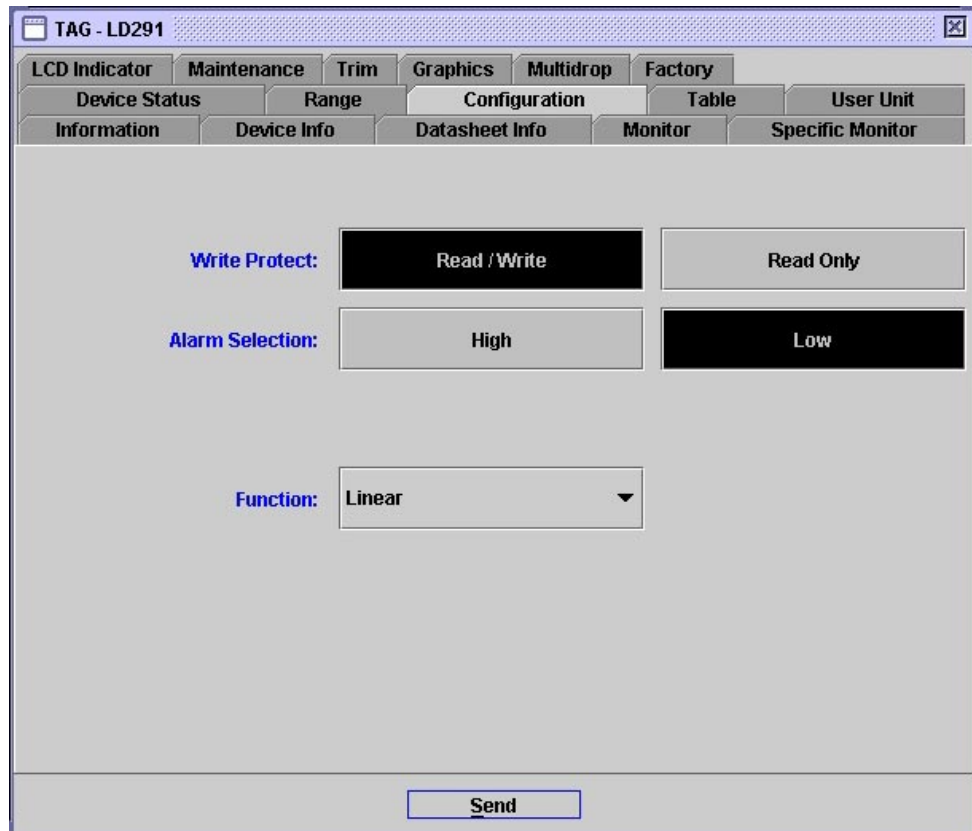 TAG - LD291
LCD Indicator Maintenance Trim Graphics Multidrop Factory
Device Status Range Configuration Table User Unit
Information Device Info Datasheet Info Monitor Specific Monitor
Write Protect: Read / Write Read Only
Alarm Selection: High Low
Function: Linear
Send